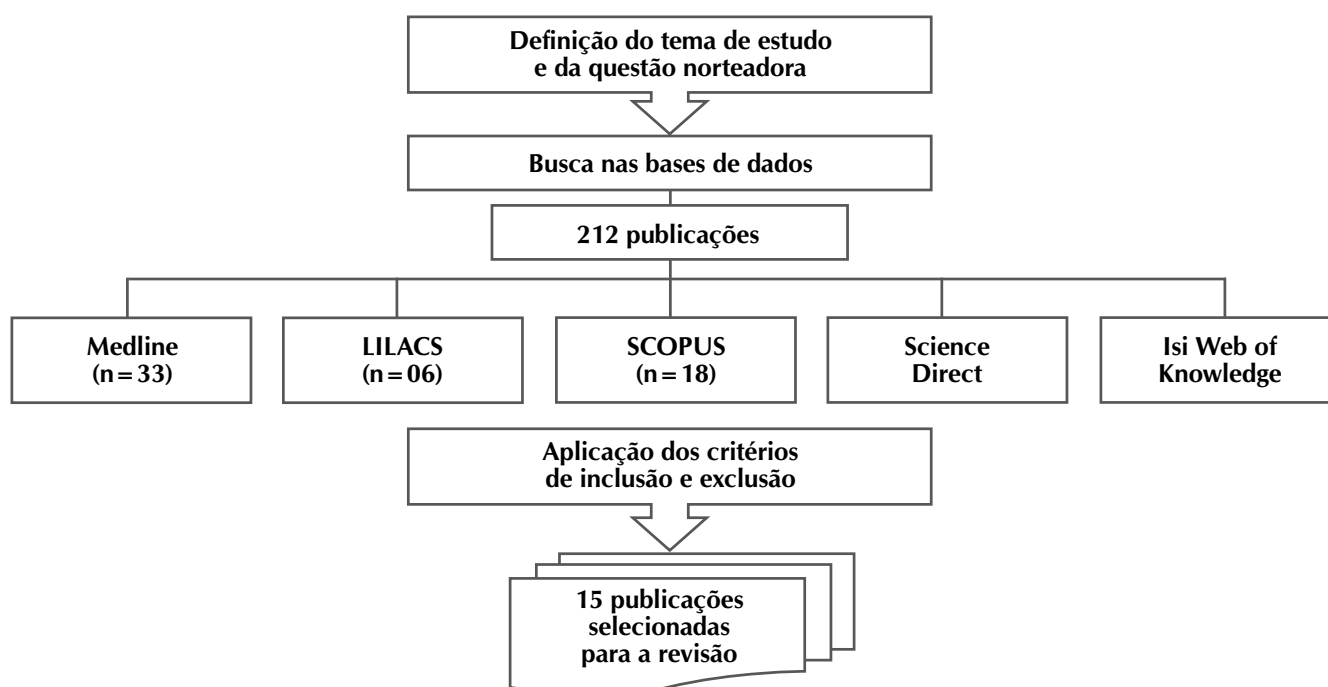 Definição do tema de estudo
e da questão norteadora
Busca nas bases de dados
212 publicações
Medline
(n=33)
LILACS
(n=06)
SCOPUS
(n=18)
Science
Direct
Isi Web of
Knowledge
Aplicação dos critérios
de inclusão e exclusão
15 publicações
selecionadas
para a revisão